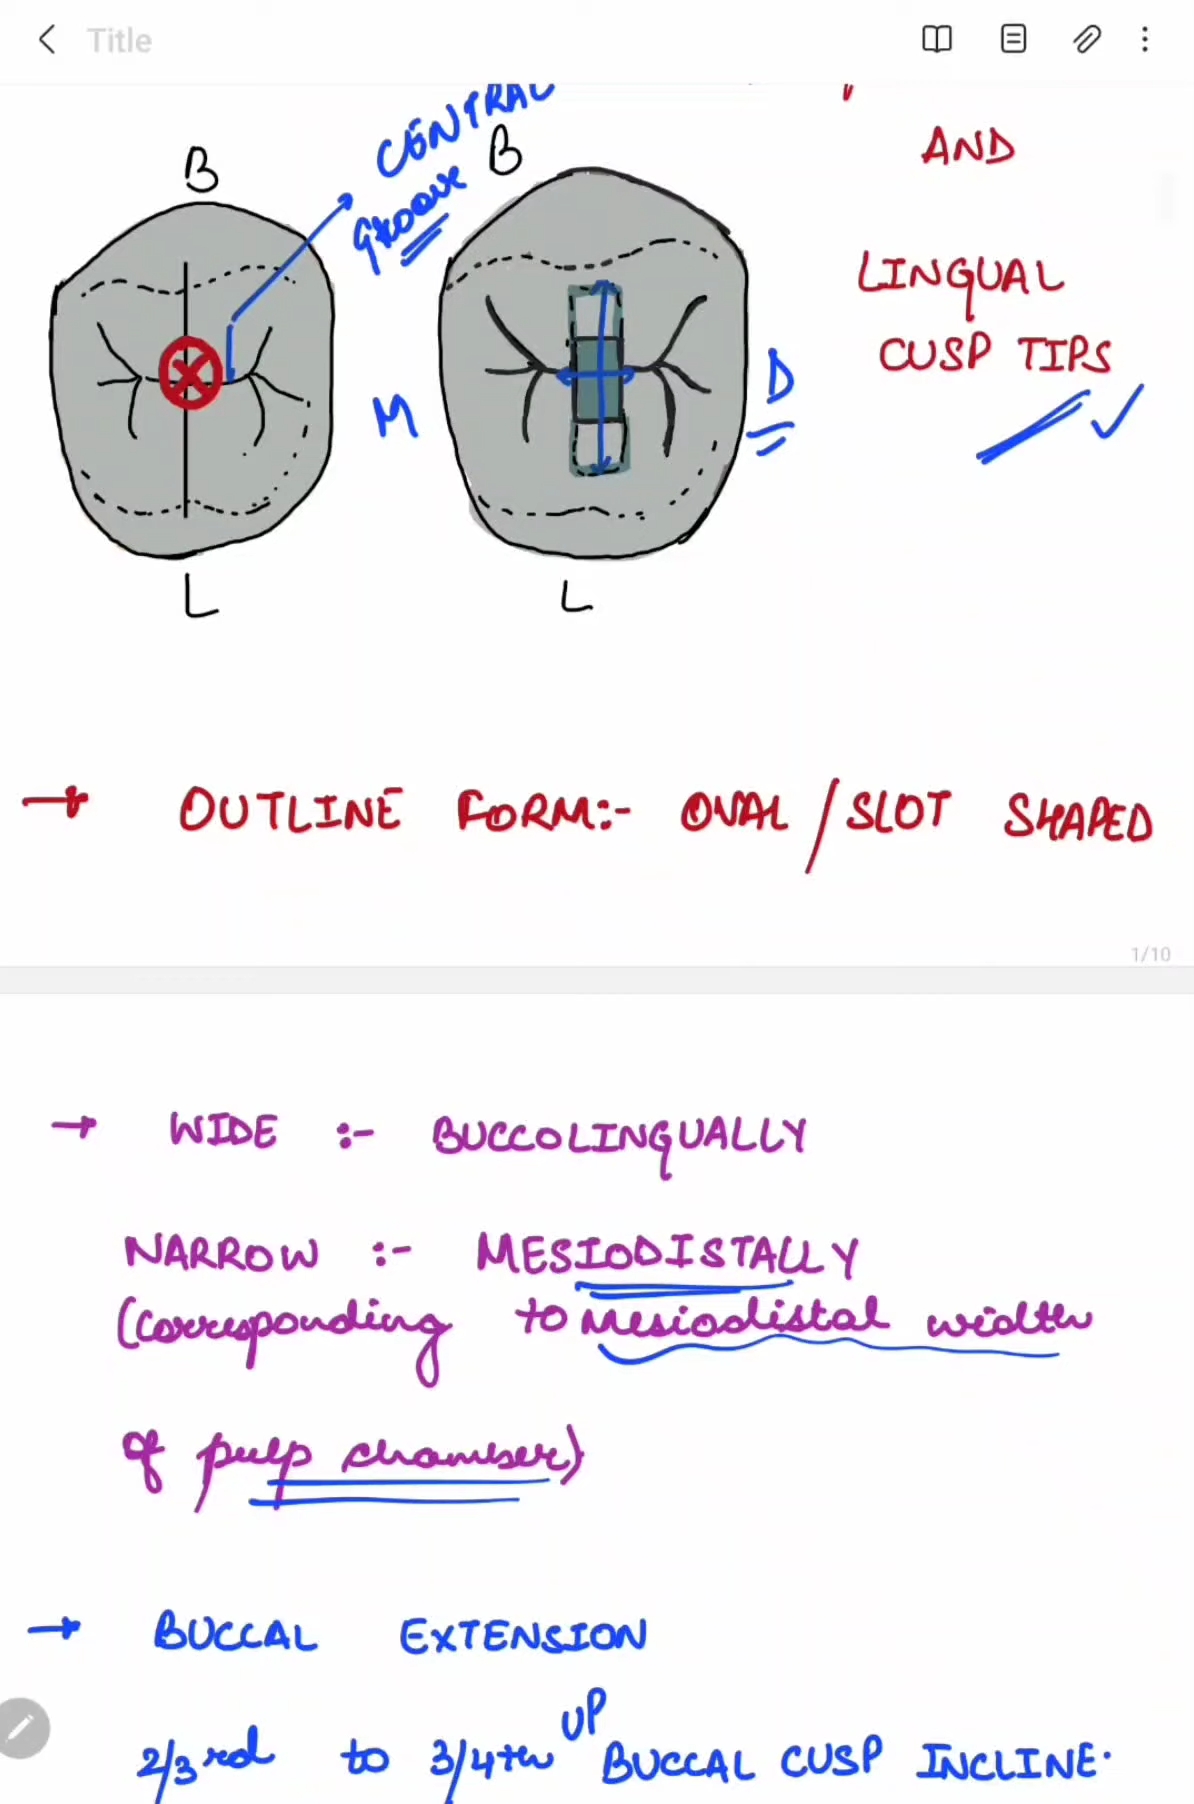 Title
CENTRAL
groove
B
B
AND
LINGUAL
CUSP TIPS
M
D
L
L
→ OUTLINE FORM:- OVAL / SLOT SHAPED
1/10
→ WIDE :- BUCCOLINGUALLY
NARROW :- MESIODISTALLY
(corresponding to Mesiodistal width
of pulp chamber)
→ BUCCAL EXTENSION
UP
2/3rd to 3/4th BUCCAL CUSP INCLINE.